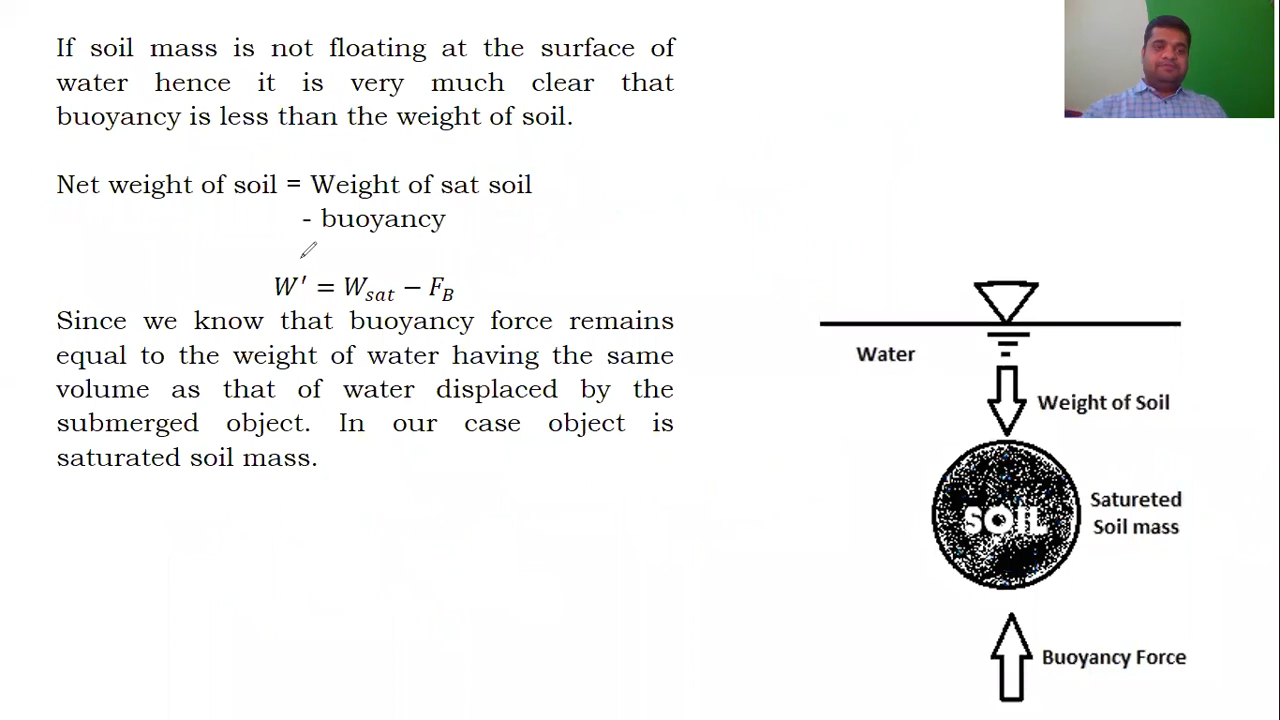 If soil mass is not floating at the surface of
water hence it is very much clear that
buoyancy is less than the weight of soil.
Net weight of soil = Weight of sat soil
- buoyancy
W′ = W_sat − F_B
Since we know that buoyancy force remains
equal to the weight of water having the same
volume as that of water displaced by the
submerged object. In our case object is
saturated soil mass.
Water
Weight of Soil
SOIL
Satureted
Soil mass
Buoyancy Force